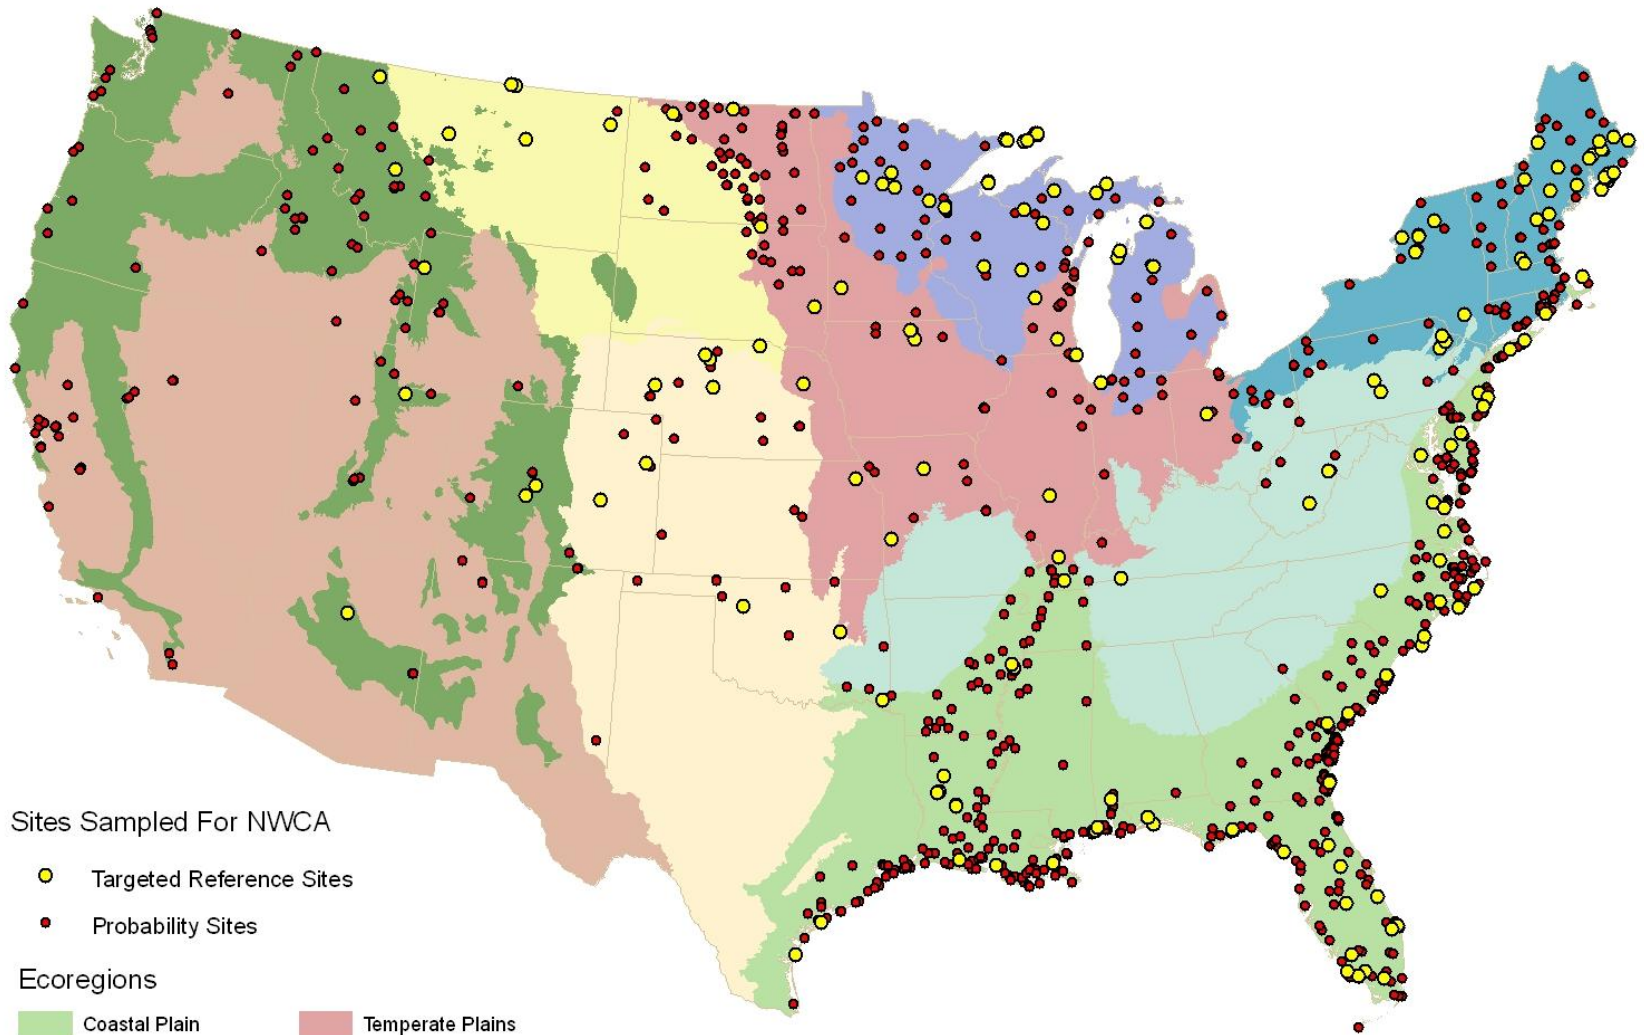 Sites Sampled For NWCA
Targeted Reference Sites
Probability Sites
Ecoregions
Coastal Plain
Temperate Plains